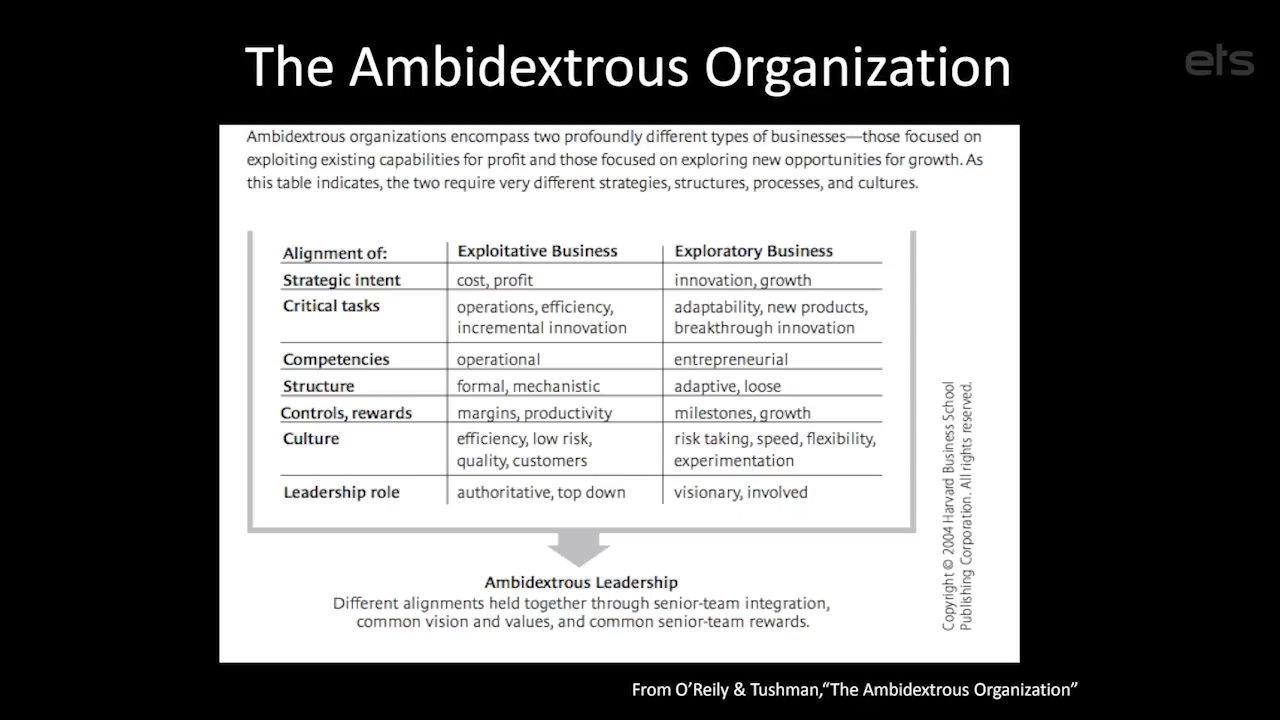 The Ambidextrous Organization
ets
Ambidextrous organizations encompass two profoundly different types of businesses—those focused on
exploiting existing capabilities for profit and those focused on exploring new opportunities for growth. As
this table indicates, the two require very different strategies, structures, processes, and cultures.
Alignment of: Exploitative Business Exploratory Business
Strategic intent cost, profit innovation, growth
Critical tasks operations, efficiency, adaptability, new products,
incremental innovation breakthrough innovation
Competencies operational entrepreneurial
Structure formal, mechanistic adaptive, loose
Controls, rewards margins, productivity milestones, growth
Culture efficiency, low risk, risk taking, speed, flexibility,
quality, customers experimentation
Leadership role authoritative, top down visionary, involved
Ambidextrous Leadership
Different alignments held together through senior-team integration,
common vision and values, and common senior-team rewards.
Copyright © 2004 Harvard Business School
Publishing Corporation. All rights reserved.
From O’Reily & Tushman,“The Ambidextrous Organization”